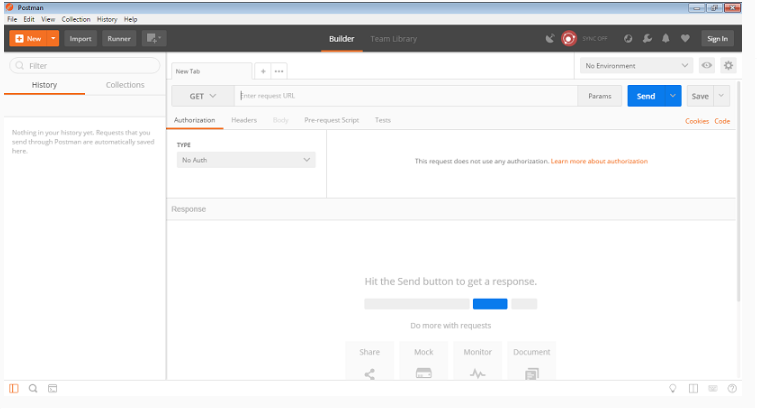 Postman
File Edit View Collection History Help
New Import Runner Builder Team Library SYNC OFF Sign In
Filter
History Collections
Nothing in your history yet. Requests that you
send through Postman are automatically saved
here.
New Tab + ••• No Environment
GET Enter request URL Params Send Save
Authorization Headers Body Pre-request Script Tests Cookies Code
TYPE
No Auth
This request does not use any authorization. Learn more about authorization
Response
Hit the Send button to get a response.
Do more with requests
Share Mock Monitor Document